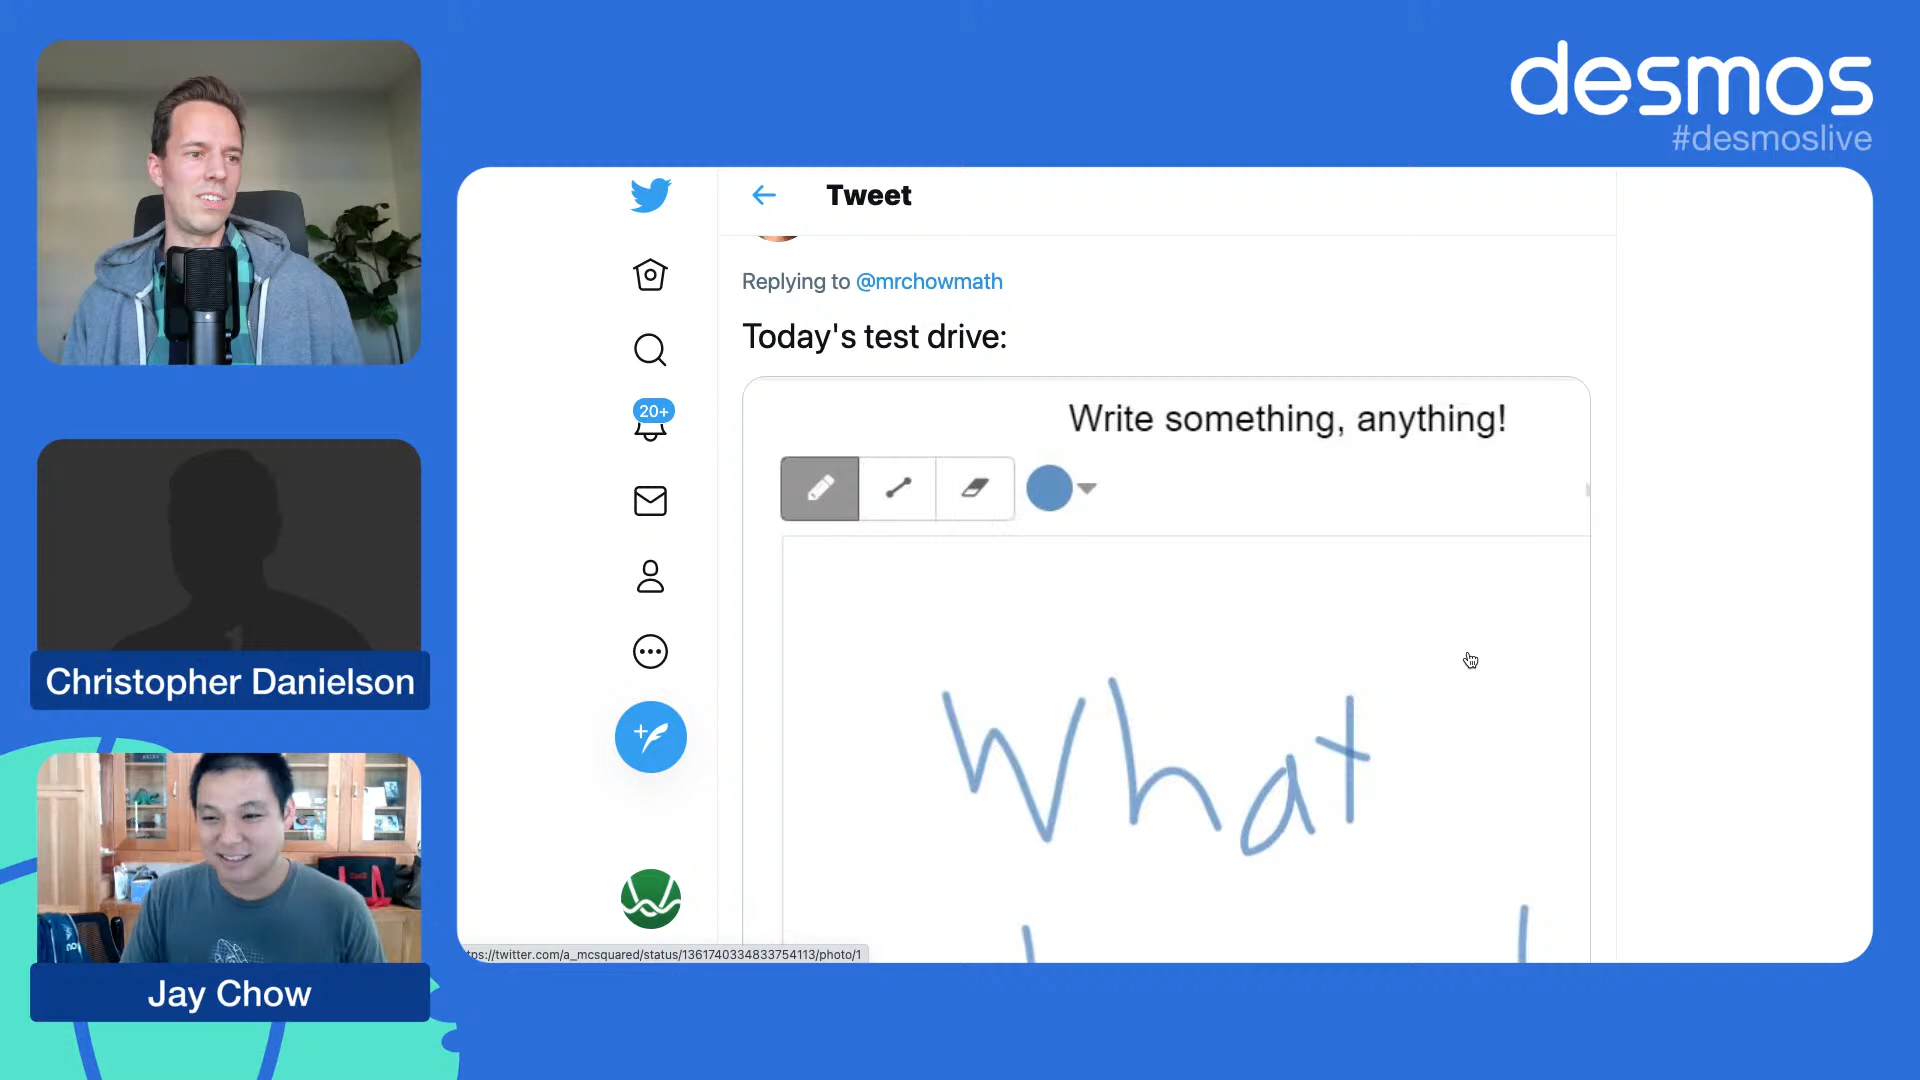 desmos
#desmoslive
Tweet
Replying to @mrchowmath
Today's test drive:
Write something, anything!
20+
What
Christopher Danielson
Jay Chow
tps://twitter.com/a_mcsquared/status/1361740334833754113/photo/1